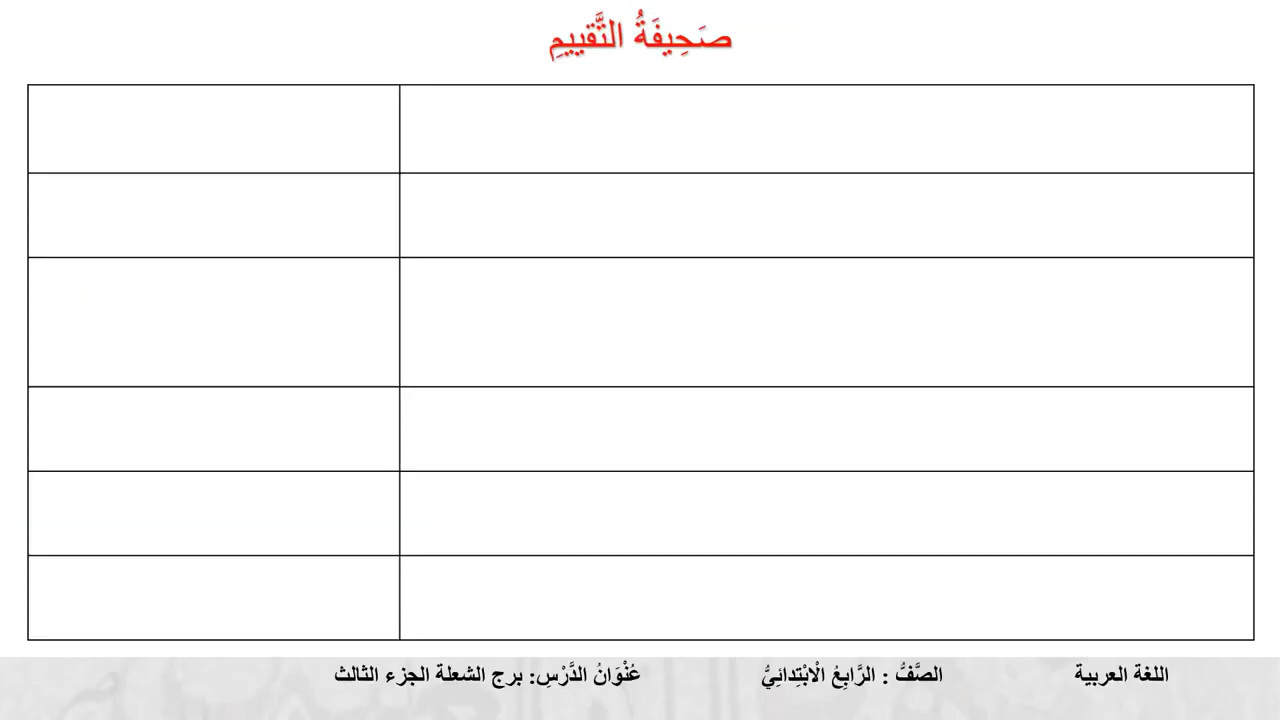 صَحِيفَةُ التَّقييمِ
اللغة العربية الصَّفُّ : الرَّابِعُ الْابْتِدائِيُّ عُنْوَانُ الدَّرْسِ: برج الشعلة الجزء الثالث